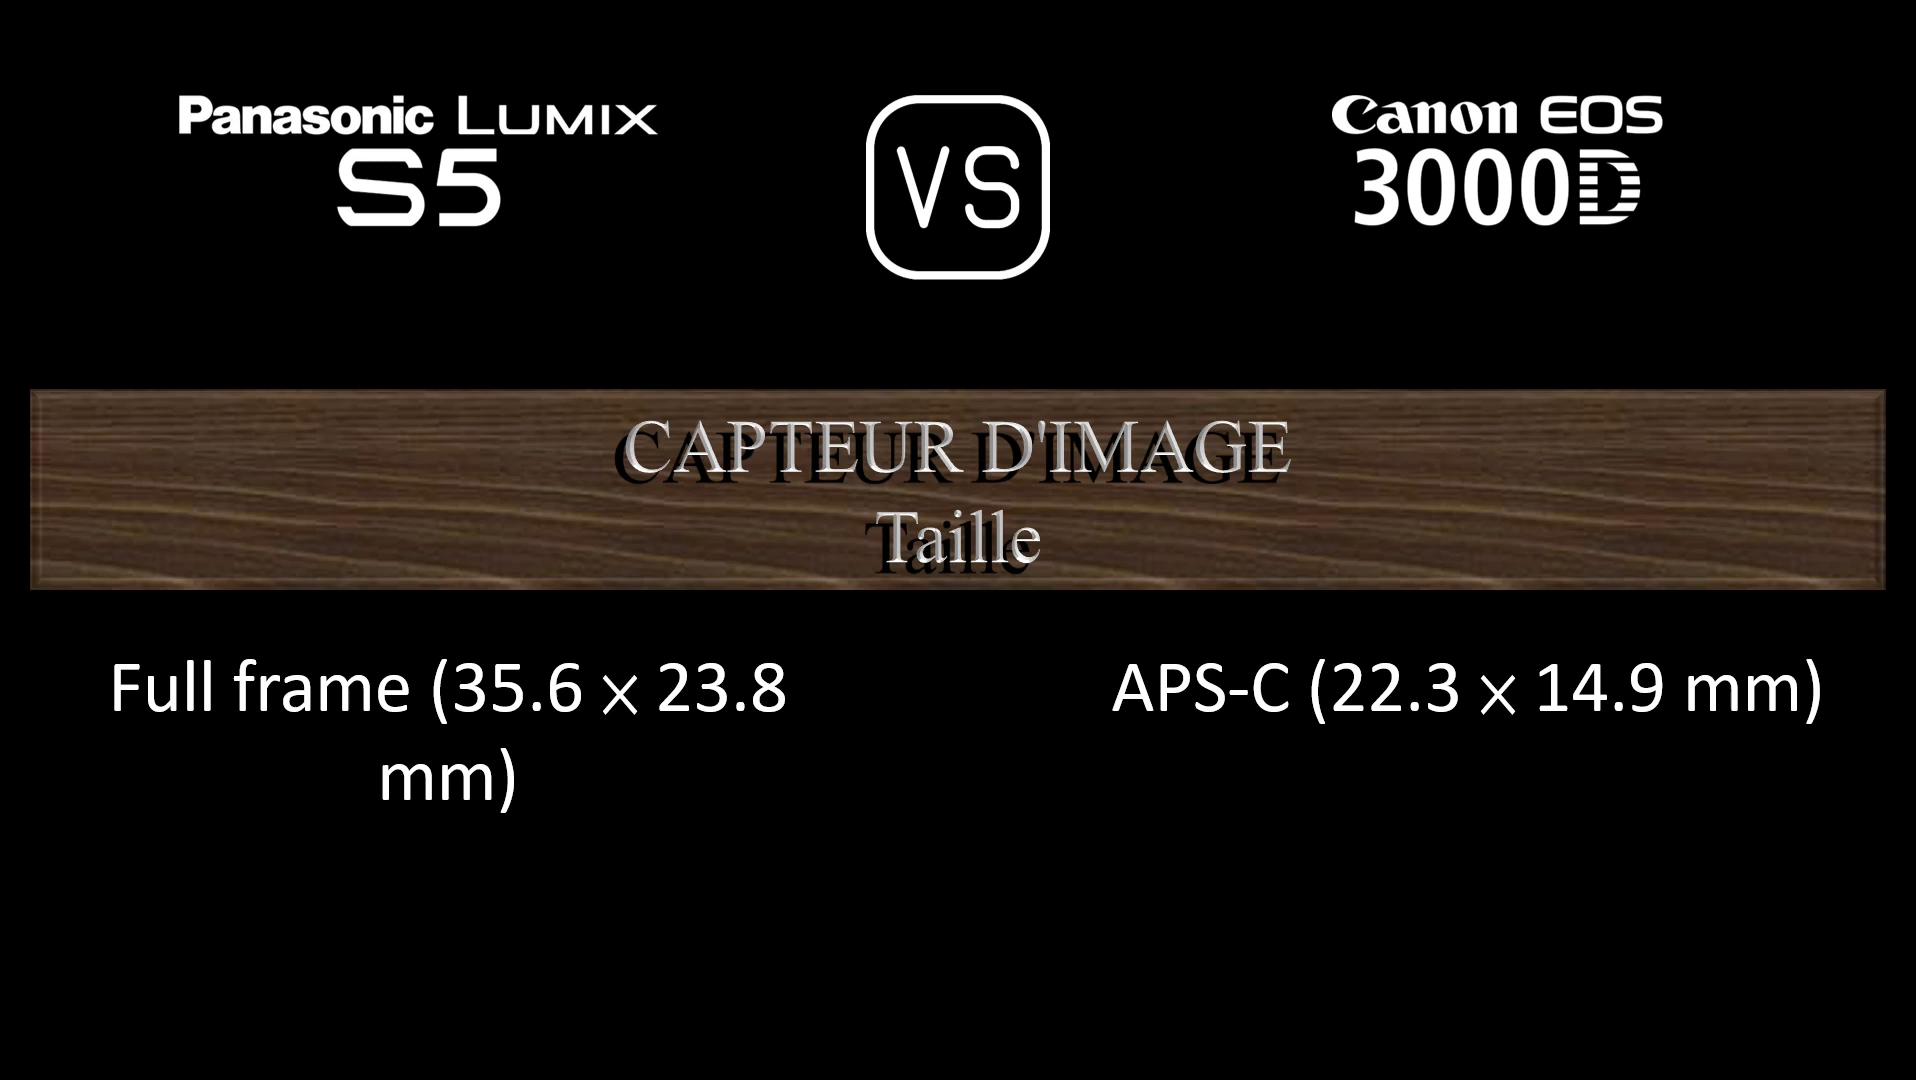 Panasonic LUMIX
S5
VS
Canon EOS
3000D
CAPTEUR D'IMAGE
Taille
Full frame (35.6 x 23.8
mm)
APS-C (22.3 x 14.9 mm)